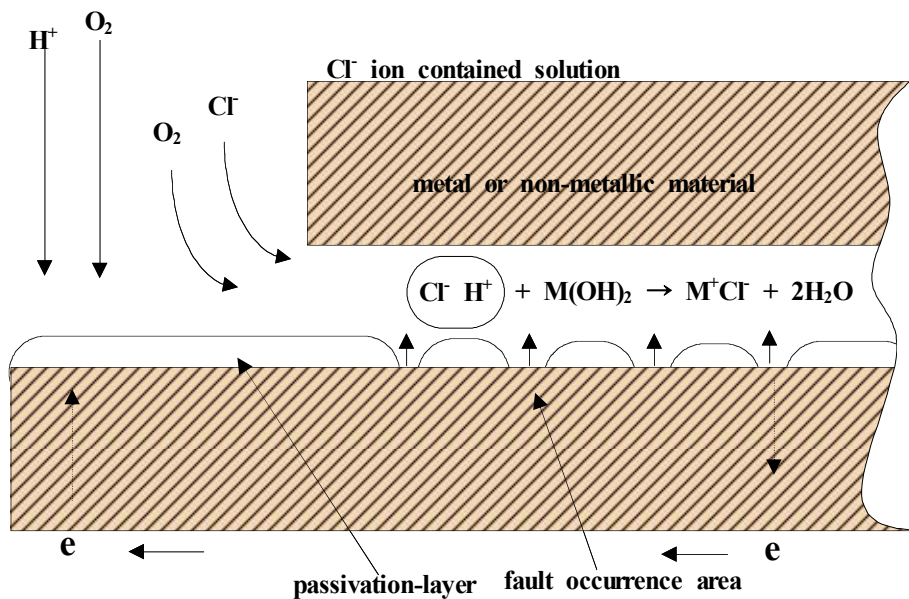 H⁺ O₂
Cl⁻ ion contained solution
O₂ Cl⁻
metal or non-metallic material
Cl⁻ H⁺ + M(OH)₂ → M⁺Cl⁻ + 2H₂O
e e
passivation-layer fault occurrence area